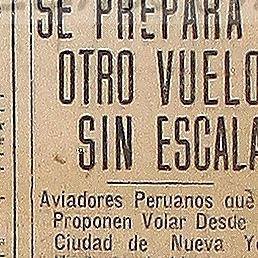 SE PREPARA
OTRO VUELO
SIN ESCALA
Aviadores Peruanos que
Proponen Volar Desde
Ciudad de Nueva Y